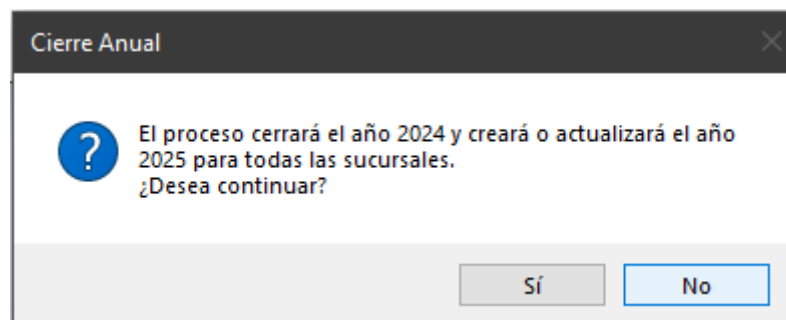 Cierre Anual
El proceso cerrará el año 2024 y creará o actualizará el año
2025 para todas las sucursales.
¿Desea continuar?
Sí
No